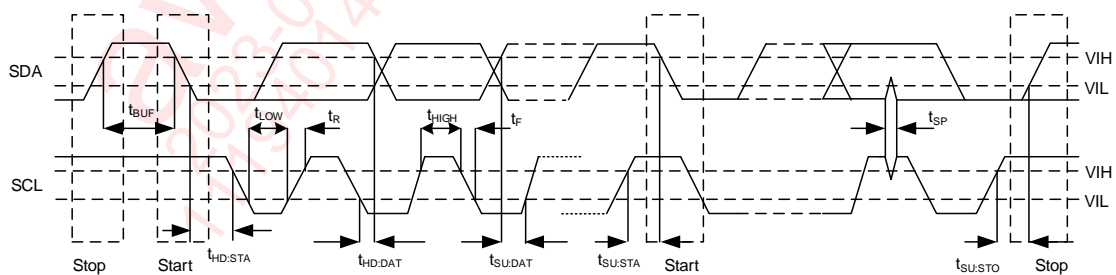 SDA
VIH
VIL
tBUF
tLOW
tR
tHIGH
tF
tSP
SCL
VIH
VIL
tHD:STA
tHD:DAT
tSU:DAT
tSU:STA
tSU:STO
Stop
Start
Start
Stop